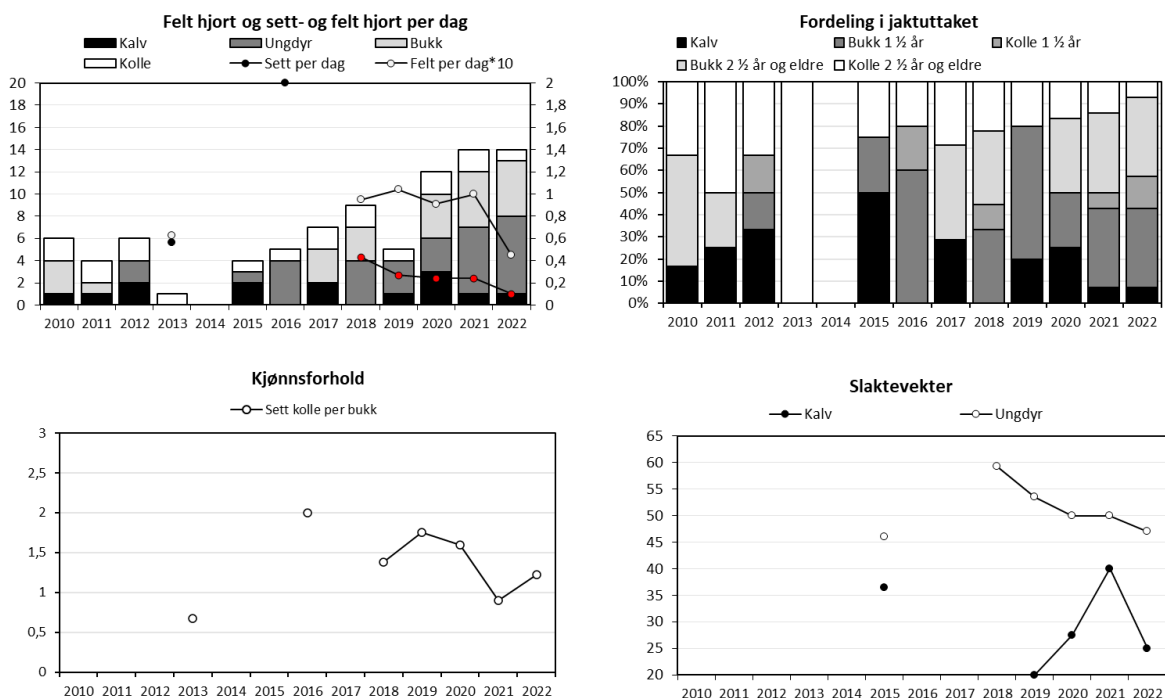 Felt hjort og sett- og felt hjort per dag
Kalv Ungdyr Bukk
Kolle Sett per dag Felt per dag*10
20 2
18 1,8
16 1,6
14 1,4
12 1,2
10 1
8 0,8
6 0,6
4 0,4
2 0,2
0 0
2010 2011 2012 2013 2014 2015 2016 2017 2018 2019 2020 2021 2022
Fordeling i jaktuttaket
Kalv Bukk 1 ½ år Kolle 1 ½ år
Bukk 2 ½ år og eldre Kolle 2 ½ år og eldre
100%
90%
80%
70%
60%
50%
40%
30%
20%
10%
0%
2010 2011 2012 2013 2014 2015 2016 2017 2018 2019 2020 2021 2022
Kjønnsforhold
Sett kolle per bukk
3
2,5
2
1,5
1
0,5
0
2010 2011 2012 2013 2014 2015 2016 2017 2018 2019 2020 2021 2022
Slaktevekter
Kalv Ungdyr
65
60
55
50
45
40
35
30
25
20
2010 2011 2012 2013 2014 2015 2016 2017 2018 2019 2020 2021 2022